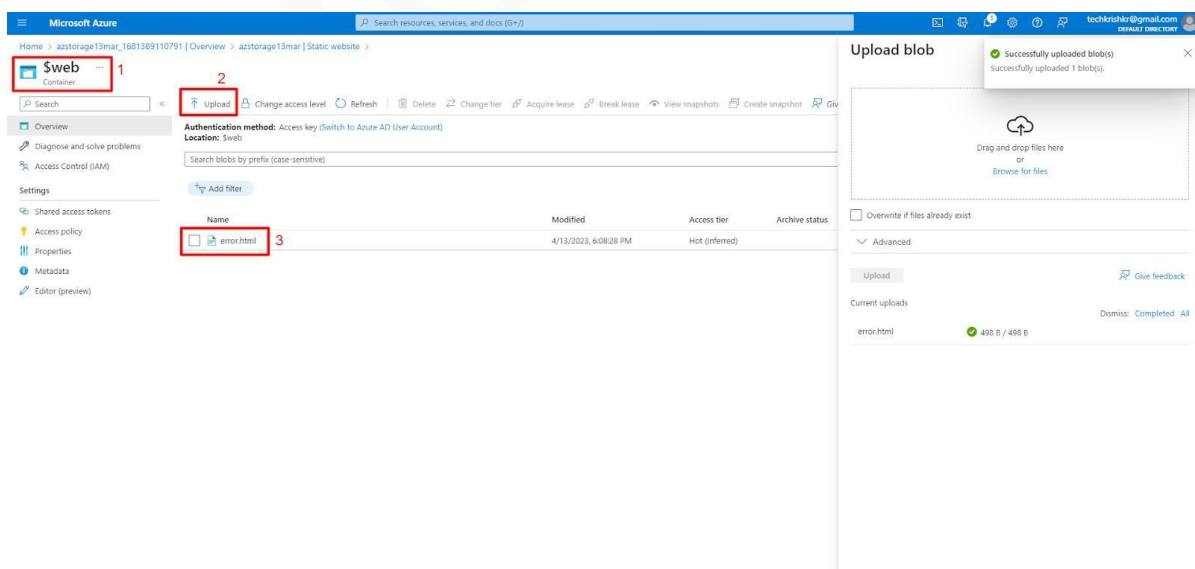 Microsoft Azure
Search resources, services, and docs (G+/)
techkrishkr@gmail.com
DEFAULT DIRECTORY
Home > azstorage13mar_1681389110791 | Overview > azstorage13mar | Static website >
$web ... 1
Container
Search
Overview
Diagnose and solve problems
Access Control (IAM)
Settings
Shared access tokens
Access policy
Properties
Metadata
Editor (preview)
2
Upload Change access level Refresh Delete Change tier Acquire lease Break lease View snapshots Create snapshot Giv
Authentication method: Access key (Switch to Azure AD User Account)
Location: $web
Search blobs by prefix (case-sensitive)
Add filter
Name Modified Access tier Archive status
error.html 3 4/13/2023, 6:08:28 PM Hot (Inferred)
Upload blob
Successfully uploaded blob(s)
Successfully uploaded 1 blob(s).
Drag and drop files here
or
Browse for files
Overwrite if files already exist
Advanced
Upload Give feedback
Current uploads
Dismiss: Completed All
error.html 498 B / 498 B